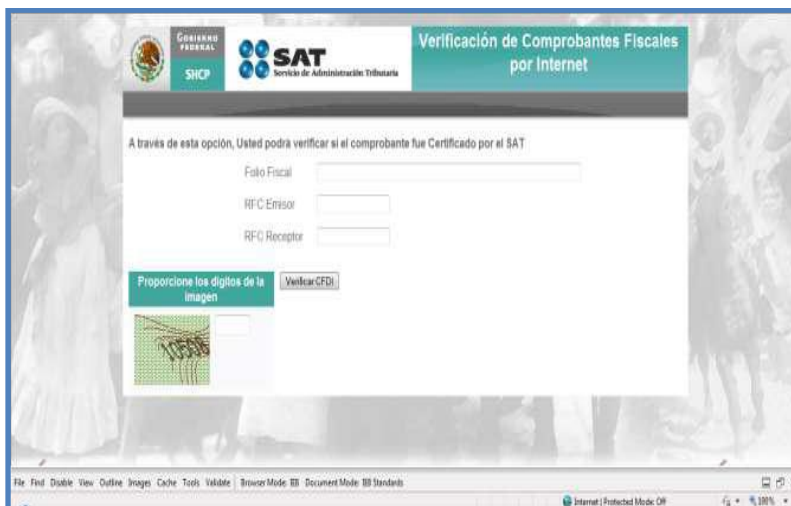 GOBIERNO
FEDERAL
SHCP
SAT
Servicio de Administración Tributaria
Verificación de Comprobantes Fiscales
por Internet
A través de esta opción, Usted podrá verificar si el comprobante fue Certificado por el SAT
Folio Fiscal
RFC Emisor
RFC Receptor
Proporcione los digitos de la
imagen
Verificar CFDI
File Find Disable View Outline Images Cache Tools Validate Browser Mode: IE8 Document Mode: IE8 Standards
Internet | Protected Mode: Off
100%